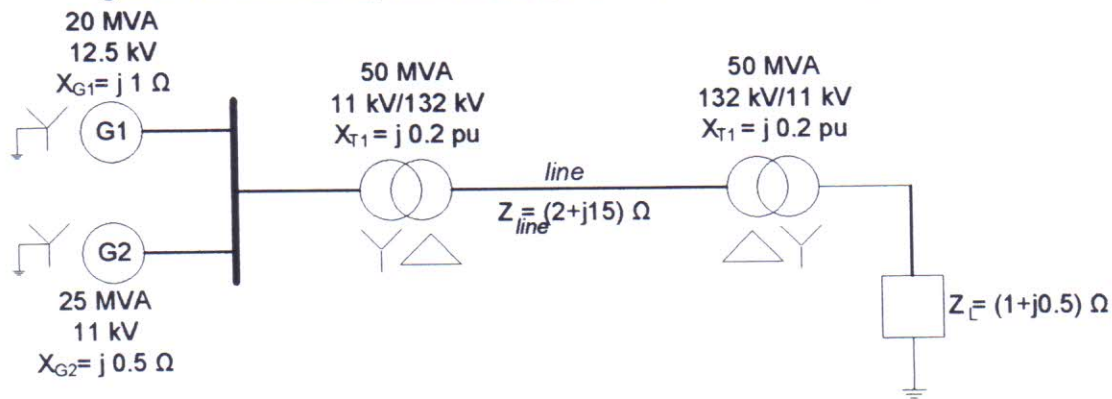 20 MVA
12.5 kV
X_G1= j 1 Ω
G1
50 MVA
11 kV/132 kV
X_T1 = j 0.2 pu
line
Z_line = (2+j15) Ω
50 MVA
132 kV/11 kV
X_T1 = j 0.2 pu
G2
25 MVA
11 kV
X_G2= j 0.5 Ω
Z_L = (1+j0.5) Ω